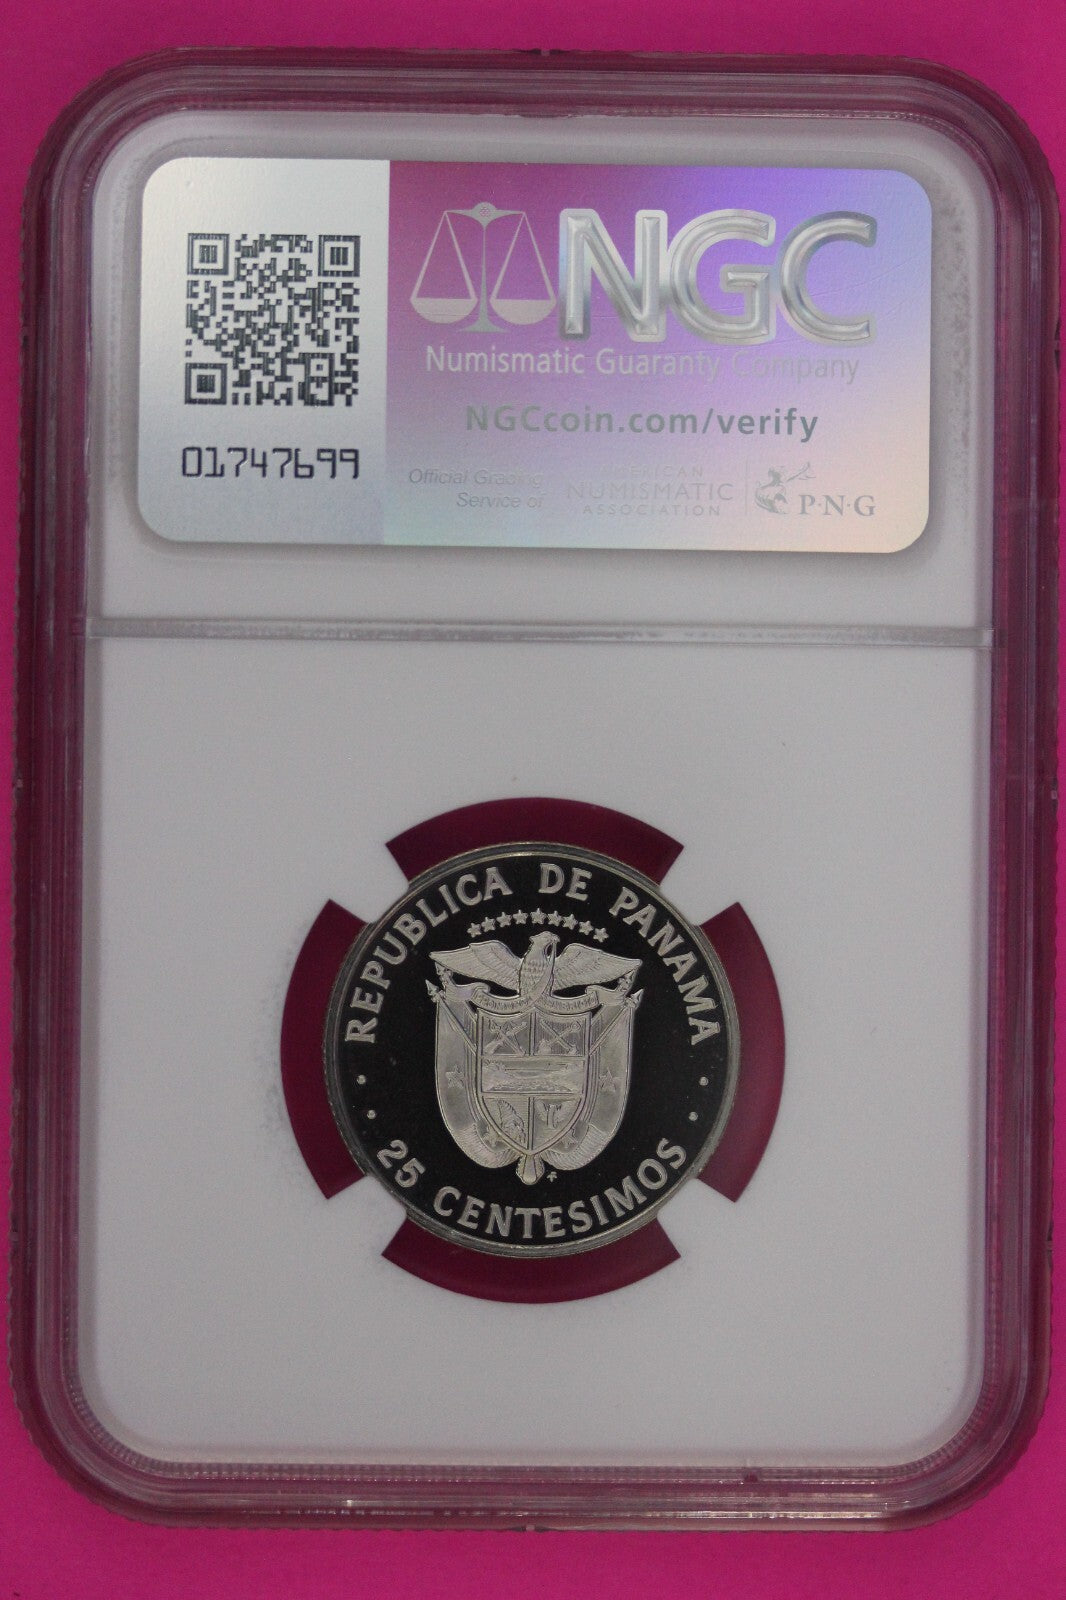 NGC
Numismatic Guaranty Company
NGCcoin.com/verify
01747699
Official Grading
Service of
AMERICAN
NUMISMATIC
ASSOCIATION
P·N·G
REPUBLICA DE PANAMA
25 CENTESIMOS